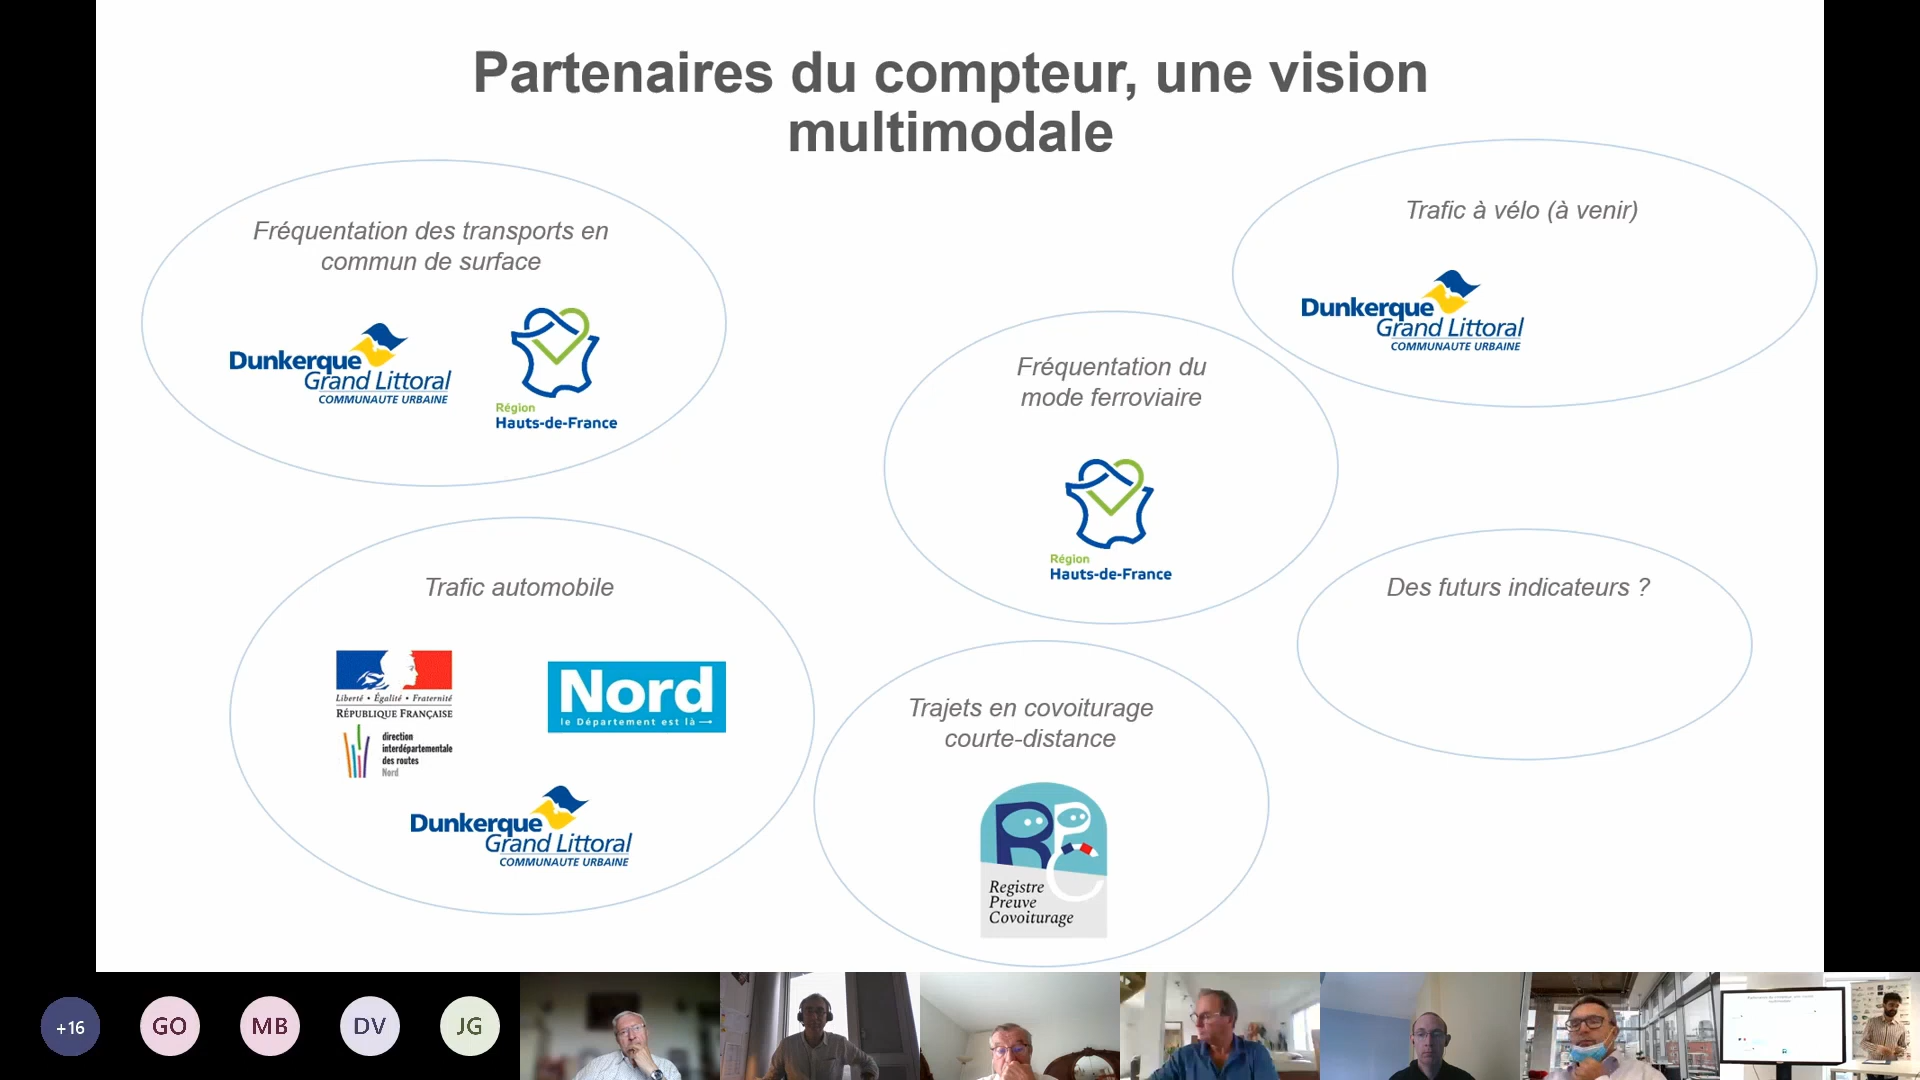 Partenaires du compteur, une vision
multimodale
Fréquentation des transports en
commun de surface
Dunkerque
Grand Littoral
COMMUNAUTE URBAINE
Région
Hauts-de-France
Trafic à vélo (à venir)
Dunkerque
Grand Littoral
COMMUNAUTE URBAINE
Fréquentation du
mode ferroviaire
Région
Hauts-de-France
Trafic automobile
Liberté • Égalité • Fraternité
RÉPUBLIQUE FRANÇAISE
direction
interdépartementale
des routes
Nord
Nord
le Département est là →
Dunkerque
Grand Littoral
COMMUNAUTE URBAINE
Trajets en covoiturage
courte-distance
RPC
Registre
Preuve
Covoiturage
Des futurs indicateurs ?
+16
GO
MB
DV
JG